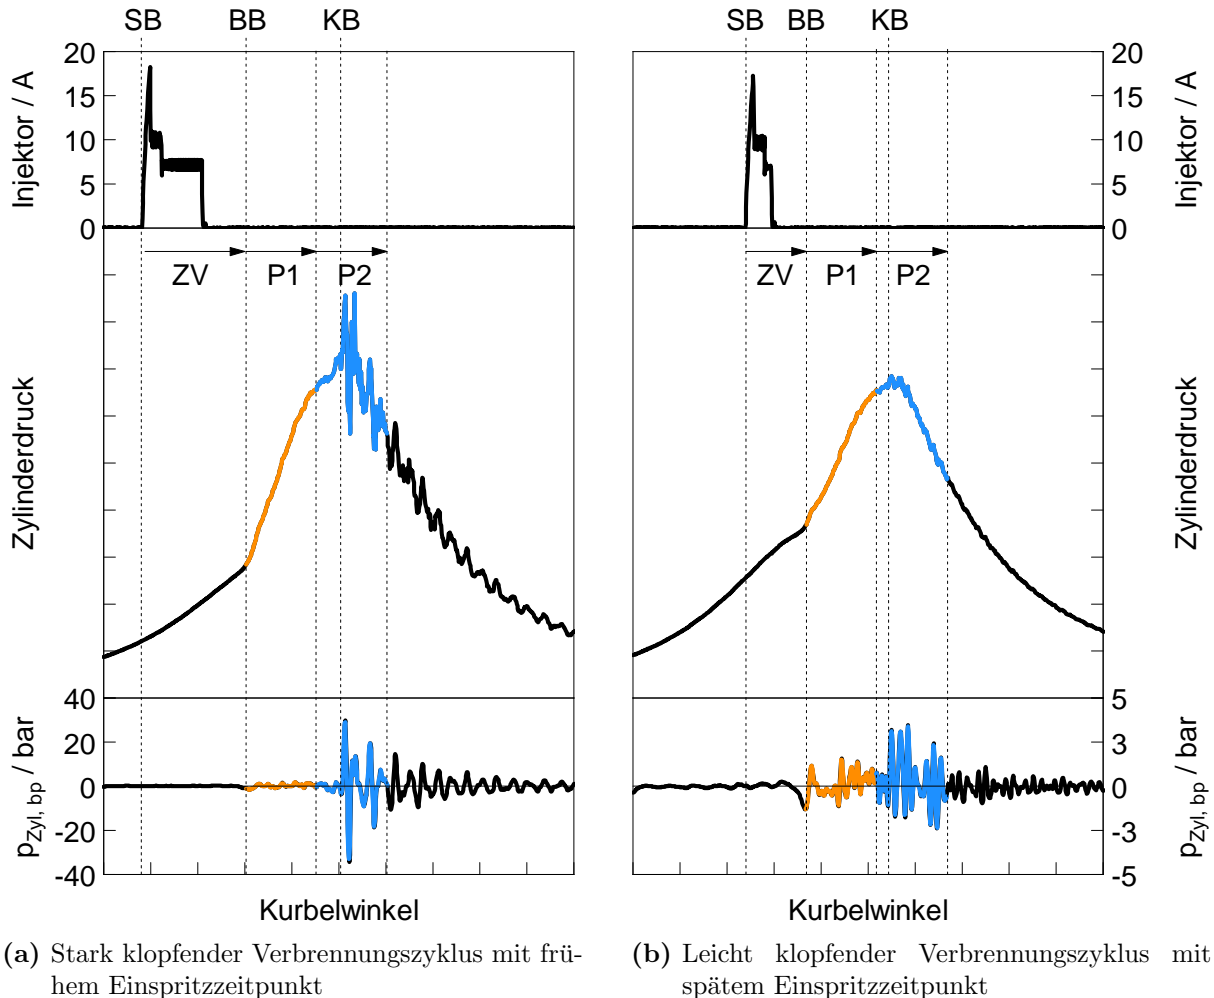 SB BB KB
SB BB KB
20
15
10
5
0
Injektor / A
20
15
10
5
0
Injektor / A
ZV P1 P2
ZV P1 P2
Zylinderdruck
Zylinderdruck
40
20
0
-20
-40
pZyl, bp / bar
5
3
0
-3
-5
pZyl, bp / bar
Kurbelwinkel
Kurbelwinkel
(a) Stark klopfender Verbrennungszyklus mit frü-
hem Einspritzzeitpunkt
(b) Leicht klopfender Verbrennungszyklus mit
spätem Einspritzzeitpunkt